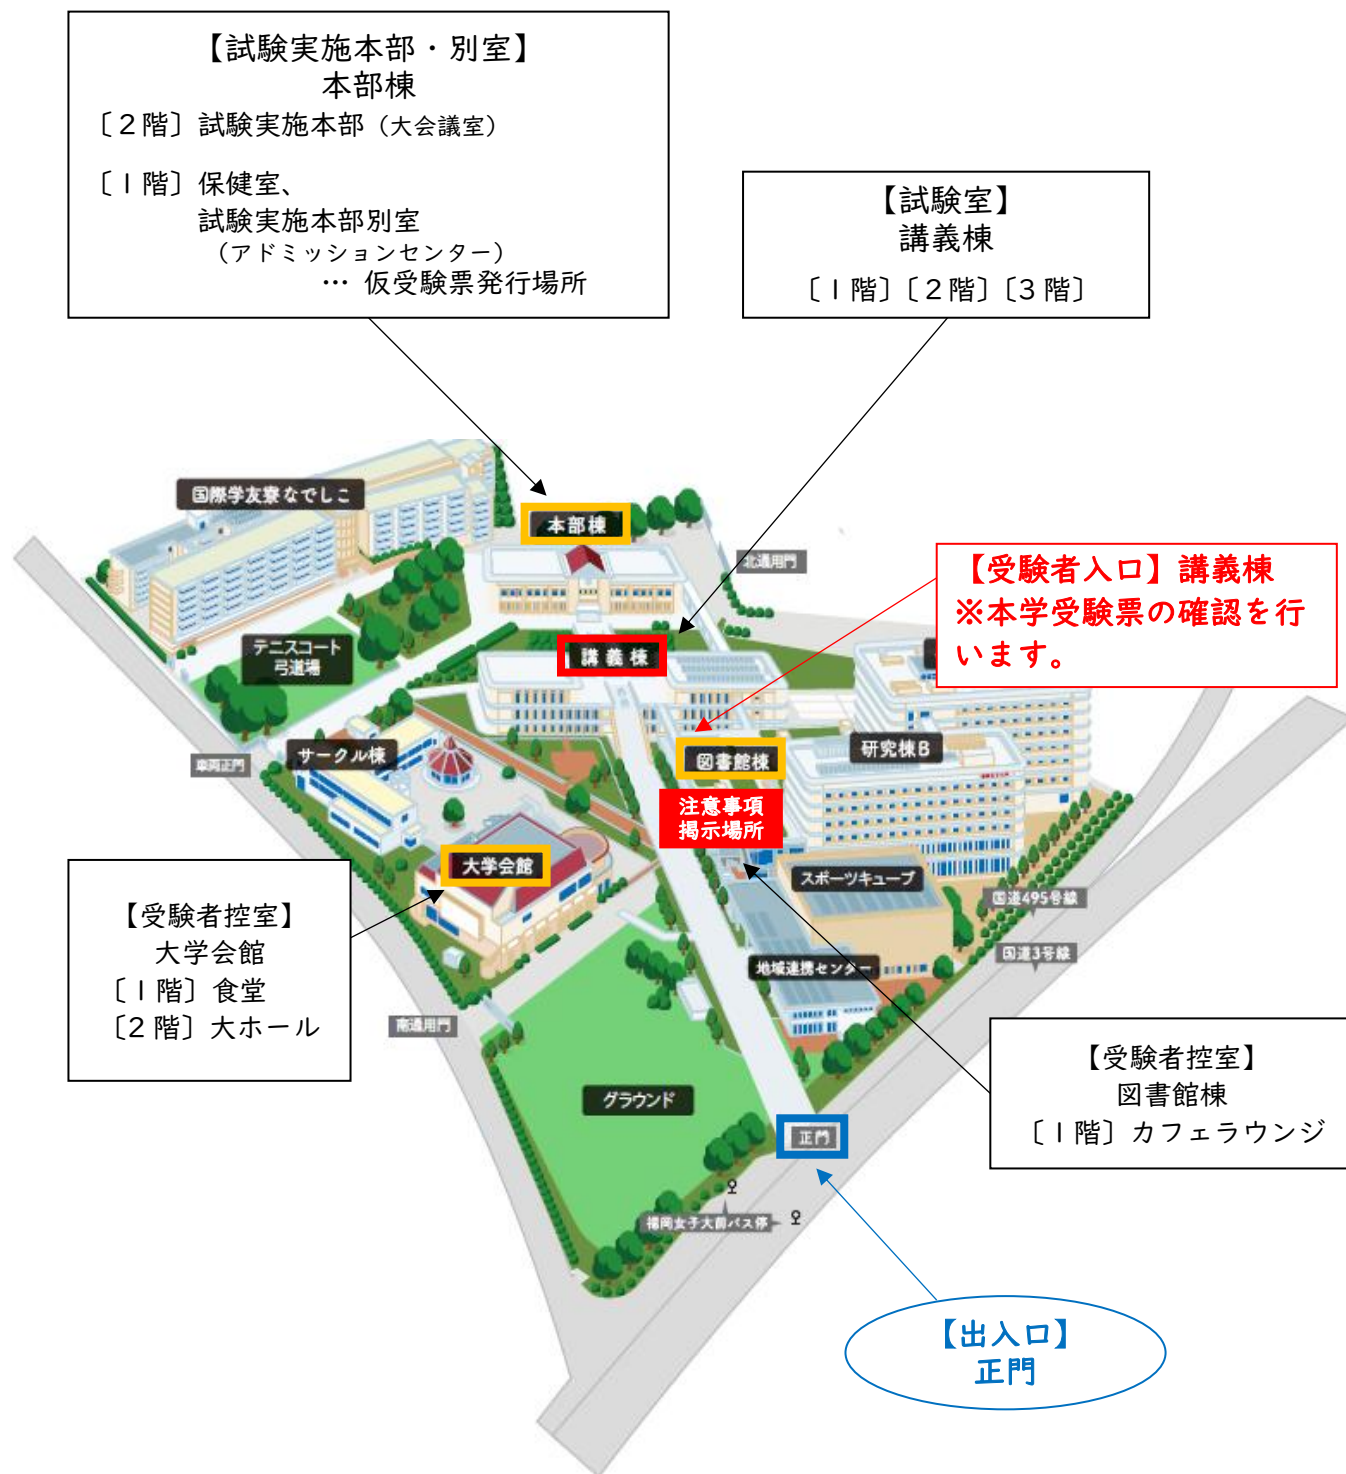 【試験実施本部・別室】
本部棟
〔２階〕試験実施本部（大会議室）
〔１階〕保健室、
試験実施本部別室
（アドミッションセンター）
… 仮受験票発行場所
【試験室】
講義棟
〔１階〕〔２階〕〔３階〕
国際学友寮なでしこ
本部棟
北通用門
【受験者入口】講義棟
※本学受験票の確認を行
います。
テニスコート
弓道場
講義棟
車両正門
サークル棟
図書館棟
研究棟B
注意事項
掲示場所
大学会館
スポーツキューブ
国道495号線
国道3号線
【受験者控室】
大学会館
〔１階〕食堂
〔２階〕大ホール
地域連携センター
南通用門
【受験者控室】
図書館棟
〔１階〕カフェラウンジ
グラウンド
正門
福岡女子大前バス停
【出入口】
正門